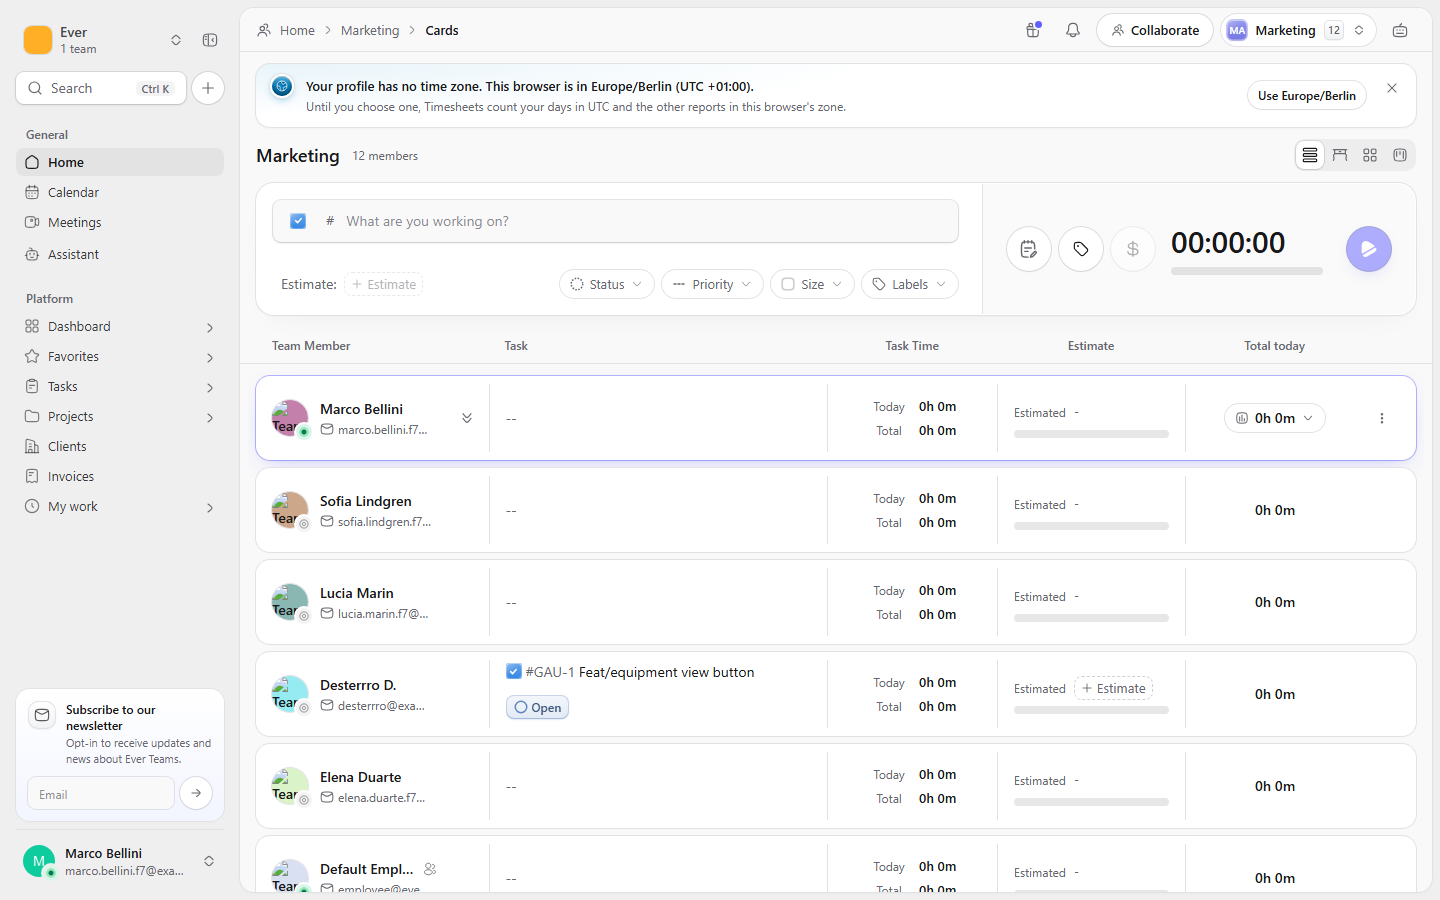 Ever
1 team
Search
Ctrl K
General
Home
Calendar
Meetings
Assistant
Platform
Dashboard
Favorites
Tasks
Projects
Clients
Invoices
My work
Subscribe to our
newsletter
Opt-in to receive updates and
news about Ever Teams.
Email
M
Marco Bellini
marco.bellini.f7@exa...
Home
Marketing
Cards
Collaborate
MA
Marketing
12
Your profile has no time zone. This browser is in Europe/Berlin (UTC +01:00).
Until you choose one, Timesheets count your days in UTC and the other reports in this browser's zone.
Use Europe/Berlin
Marketing
12 members
# What are you working on?
Estimate:
+ Estimate
Status
Priority
Size
Labels
$
00:00:00
Team Member
Task
Task Time
Estimate
Total today
Marco Bellini
marco.bellini.f7...
--
Today 0h 0m
Total 0h 0m
Estimated -
0h 0m
Sofia Lindgren
sofia.lindgren.f7...
--
Today 0h 0m
Total 0h 0m
Estimated -
0h 0m
Lucia Marin
lucia.marin.f7@...
--
Today 0h 0m
Total 0h 0m
Estimated -
0h 0m
Desterrro D.
desterrro@exa...
#GAU-1 Feat/equipment view button
Open
Today 0h 0m
Total 0h 0m
Estimated + Estimate
0h 0m
Elena Duarte
elena.duarte.f7...
--
Today 0h 0m
Total 0h 0m
Estimated -
0h 0m
Default Empl...
employee@eve
--
Today 0h 0m
Total 0h 0m
Estimated -
0h 0m